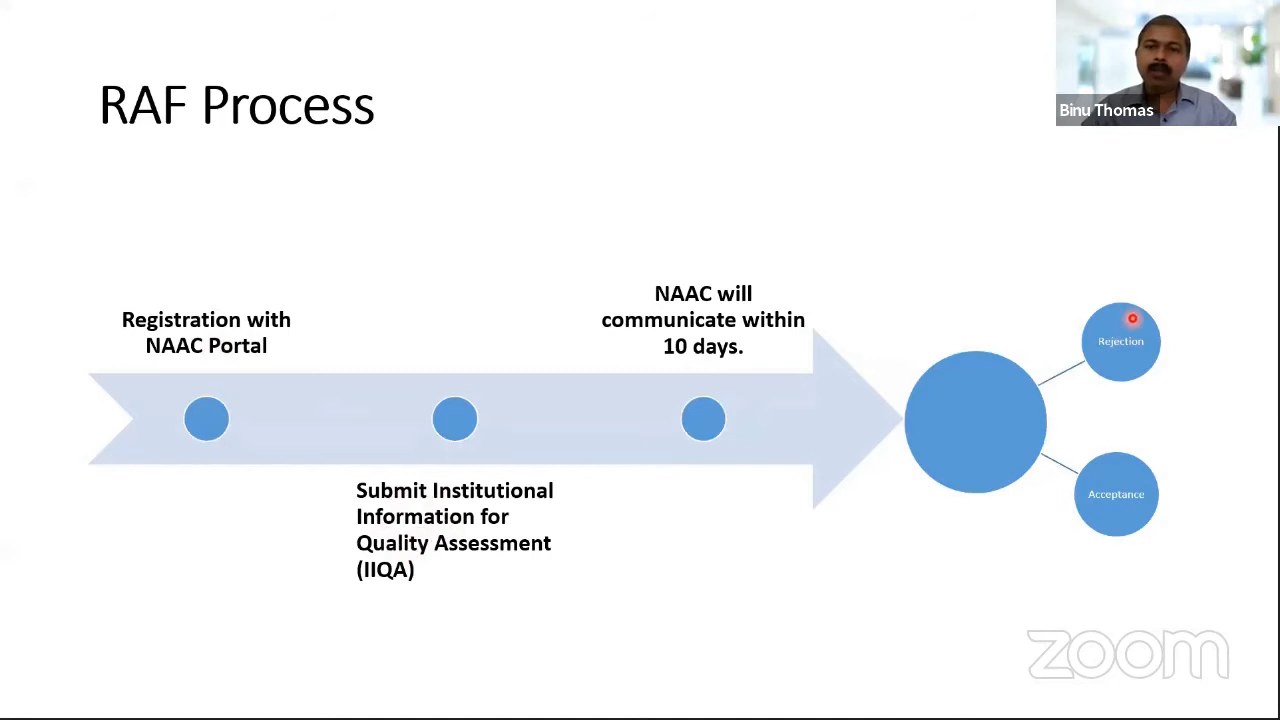 RAF Process
Binu Thomas
Registration with
NAAC Portal
Submit Institutional
Information for
Quality Assessment
(IIQA)
NAAC will
communicate within
10 days.
Rejection
Acceptance
zoom